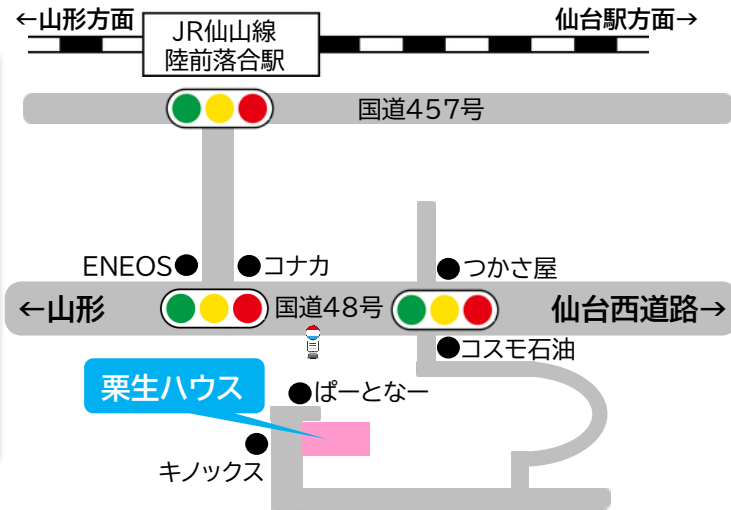 ←山形方面
仙台駅方面→
JR仙山線
陸前落合駅
国道457号
ENEOS
コナカ
つかさ屋
←山形
国道48号
仙台西道路→
コスモ石油
栗生ハウス
ぱーとなー
キノックス